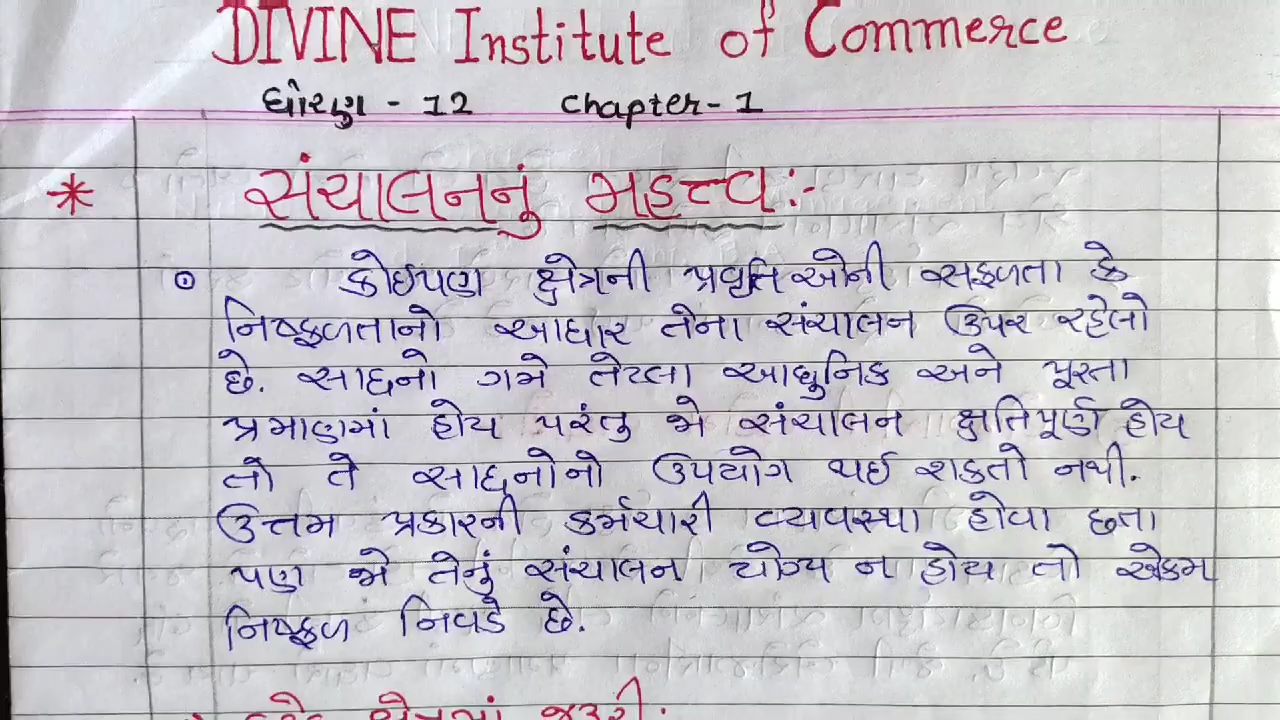 DIVINE Institute of Commerce
ધોરણ - 12 Chapter-1
* સંચાલનનું મહત્ત્વ:-
કોઈપણ ક્ષેત્રની પ્રવૃત્તિઓની સફળતા કે
નિષ્ફળતાનો આધાર તેના સંચાલન ઉપર રહેલો
છે. સાધનો ગમે તેટલા આધુનિક અને પૂરતા
પ્રમાણમાં હોય પરંતુ જો સંચાલન ક્ષતિપૂર્ણ હોય
તો તે સાધનોનો ઉપયોગ થઈ શકતો નથી.
ઉત્તમ પ્રકારની કર્મચારી વ્યવસ્થા હોવા છતા
પણ જો તેનું સંચાલન યોગ્ય ન હોય તો એકમ
નિષ્ફળ નિવડે છે.
જરૂરી.